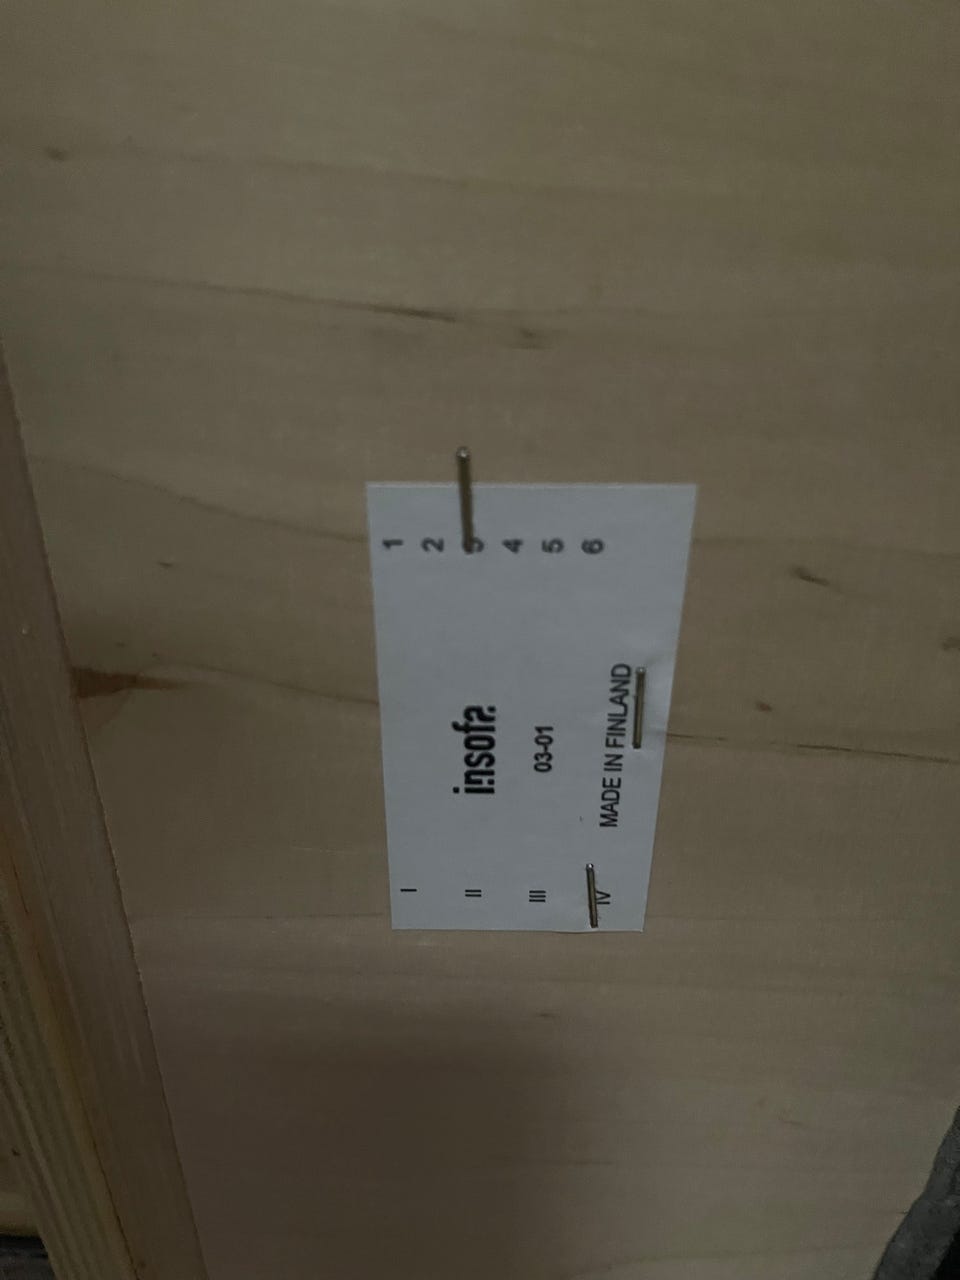 I
II
III
IV
insofa.
03-01
MADE IN FINLAND
1
2
3
4
5
6